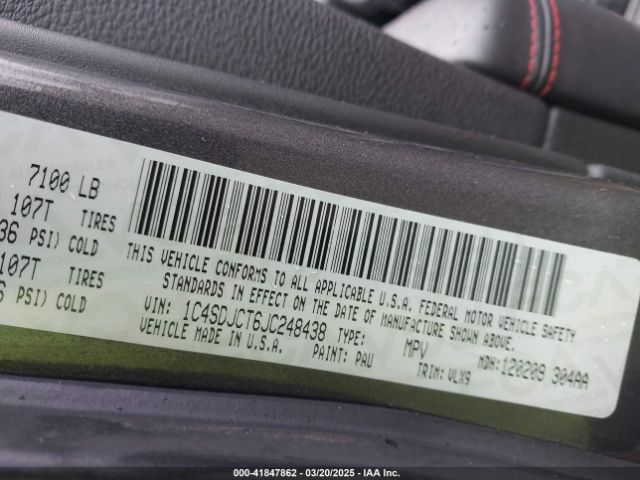 7100 LB
107T TIRES
36 PSI) COLD
107T TIRES
PSI) COLD
THIS VEHICLE CONFORMS TO ALL APPLICABLE U.S.A. FEDERAL MOTOR VEHICLE SAFETY
STANDARDS IN EFFECT ON THE DATE OF MANUFACTURE SHOWN ABOVE.
VIN: 1C4SDJCT6JC248438 TYPE: MPV MDH:120209 304AA
VEHICLE MADE IN U.S.A. PAINT: PAU TRIM: VLX9
000-41847862 | 03/20/2025 | IAA Inc.